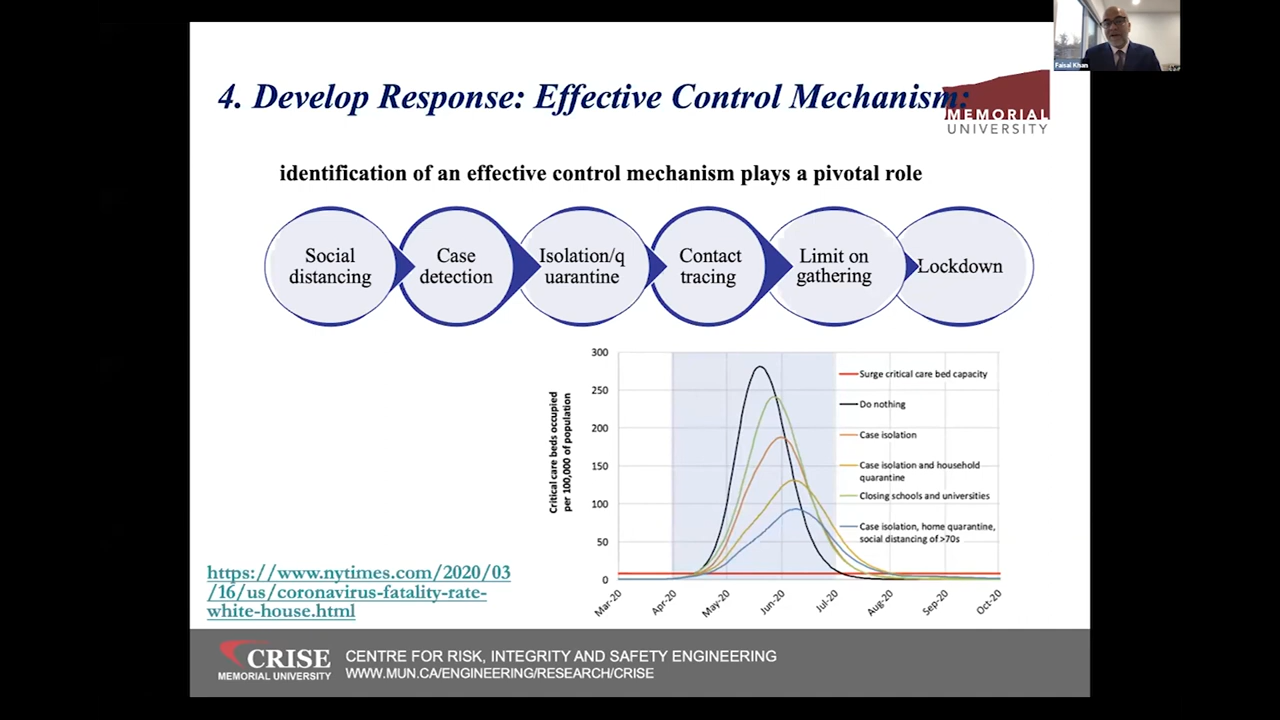 Faisal Khan
4. Develop Response: Effective Control Mechanism:
MEMORIAL
UNIVERSITY
identification of an effective control mechanism plays a pivotal role
Social
distancing
Case
detection
Isolation/q
uarantine
Contact
tracing
Limit on
gathering
Lockdown
Critical care beds occupied
per 100,000 of population
300
250
200
150
100
50
0
Mar-20
Apr-20
May-20
Jun-20
Jul-20
Aug-20
Sep-20
Oct-20
Surge critical care bed capacity
Do nothing
Case isolation
Case isolation and household
quarantine
Closing schools and universities
Case isolation, home quarantine,
social distancing of >70s
https://www.nytimes.com/2020/03
/16/us/coronavirus-fatality-rate-
white-house.html
CRISE
MEMORIAL UNIVERSITY
CENTRE FOR RISK, INTEGRITY AND SAFETY ENGINEERING
WWW.MUN.CA/ENGINEERING/RESEARCH/CRISE